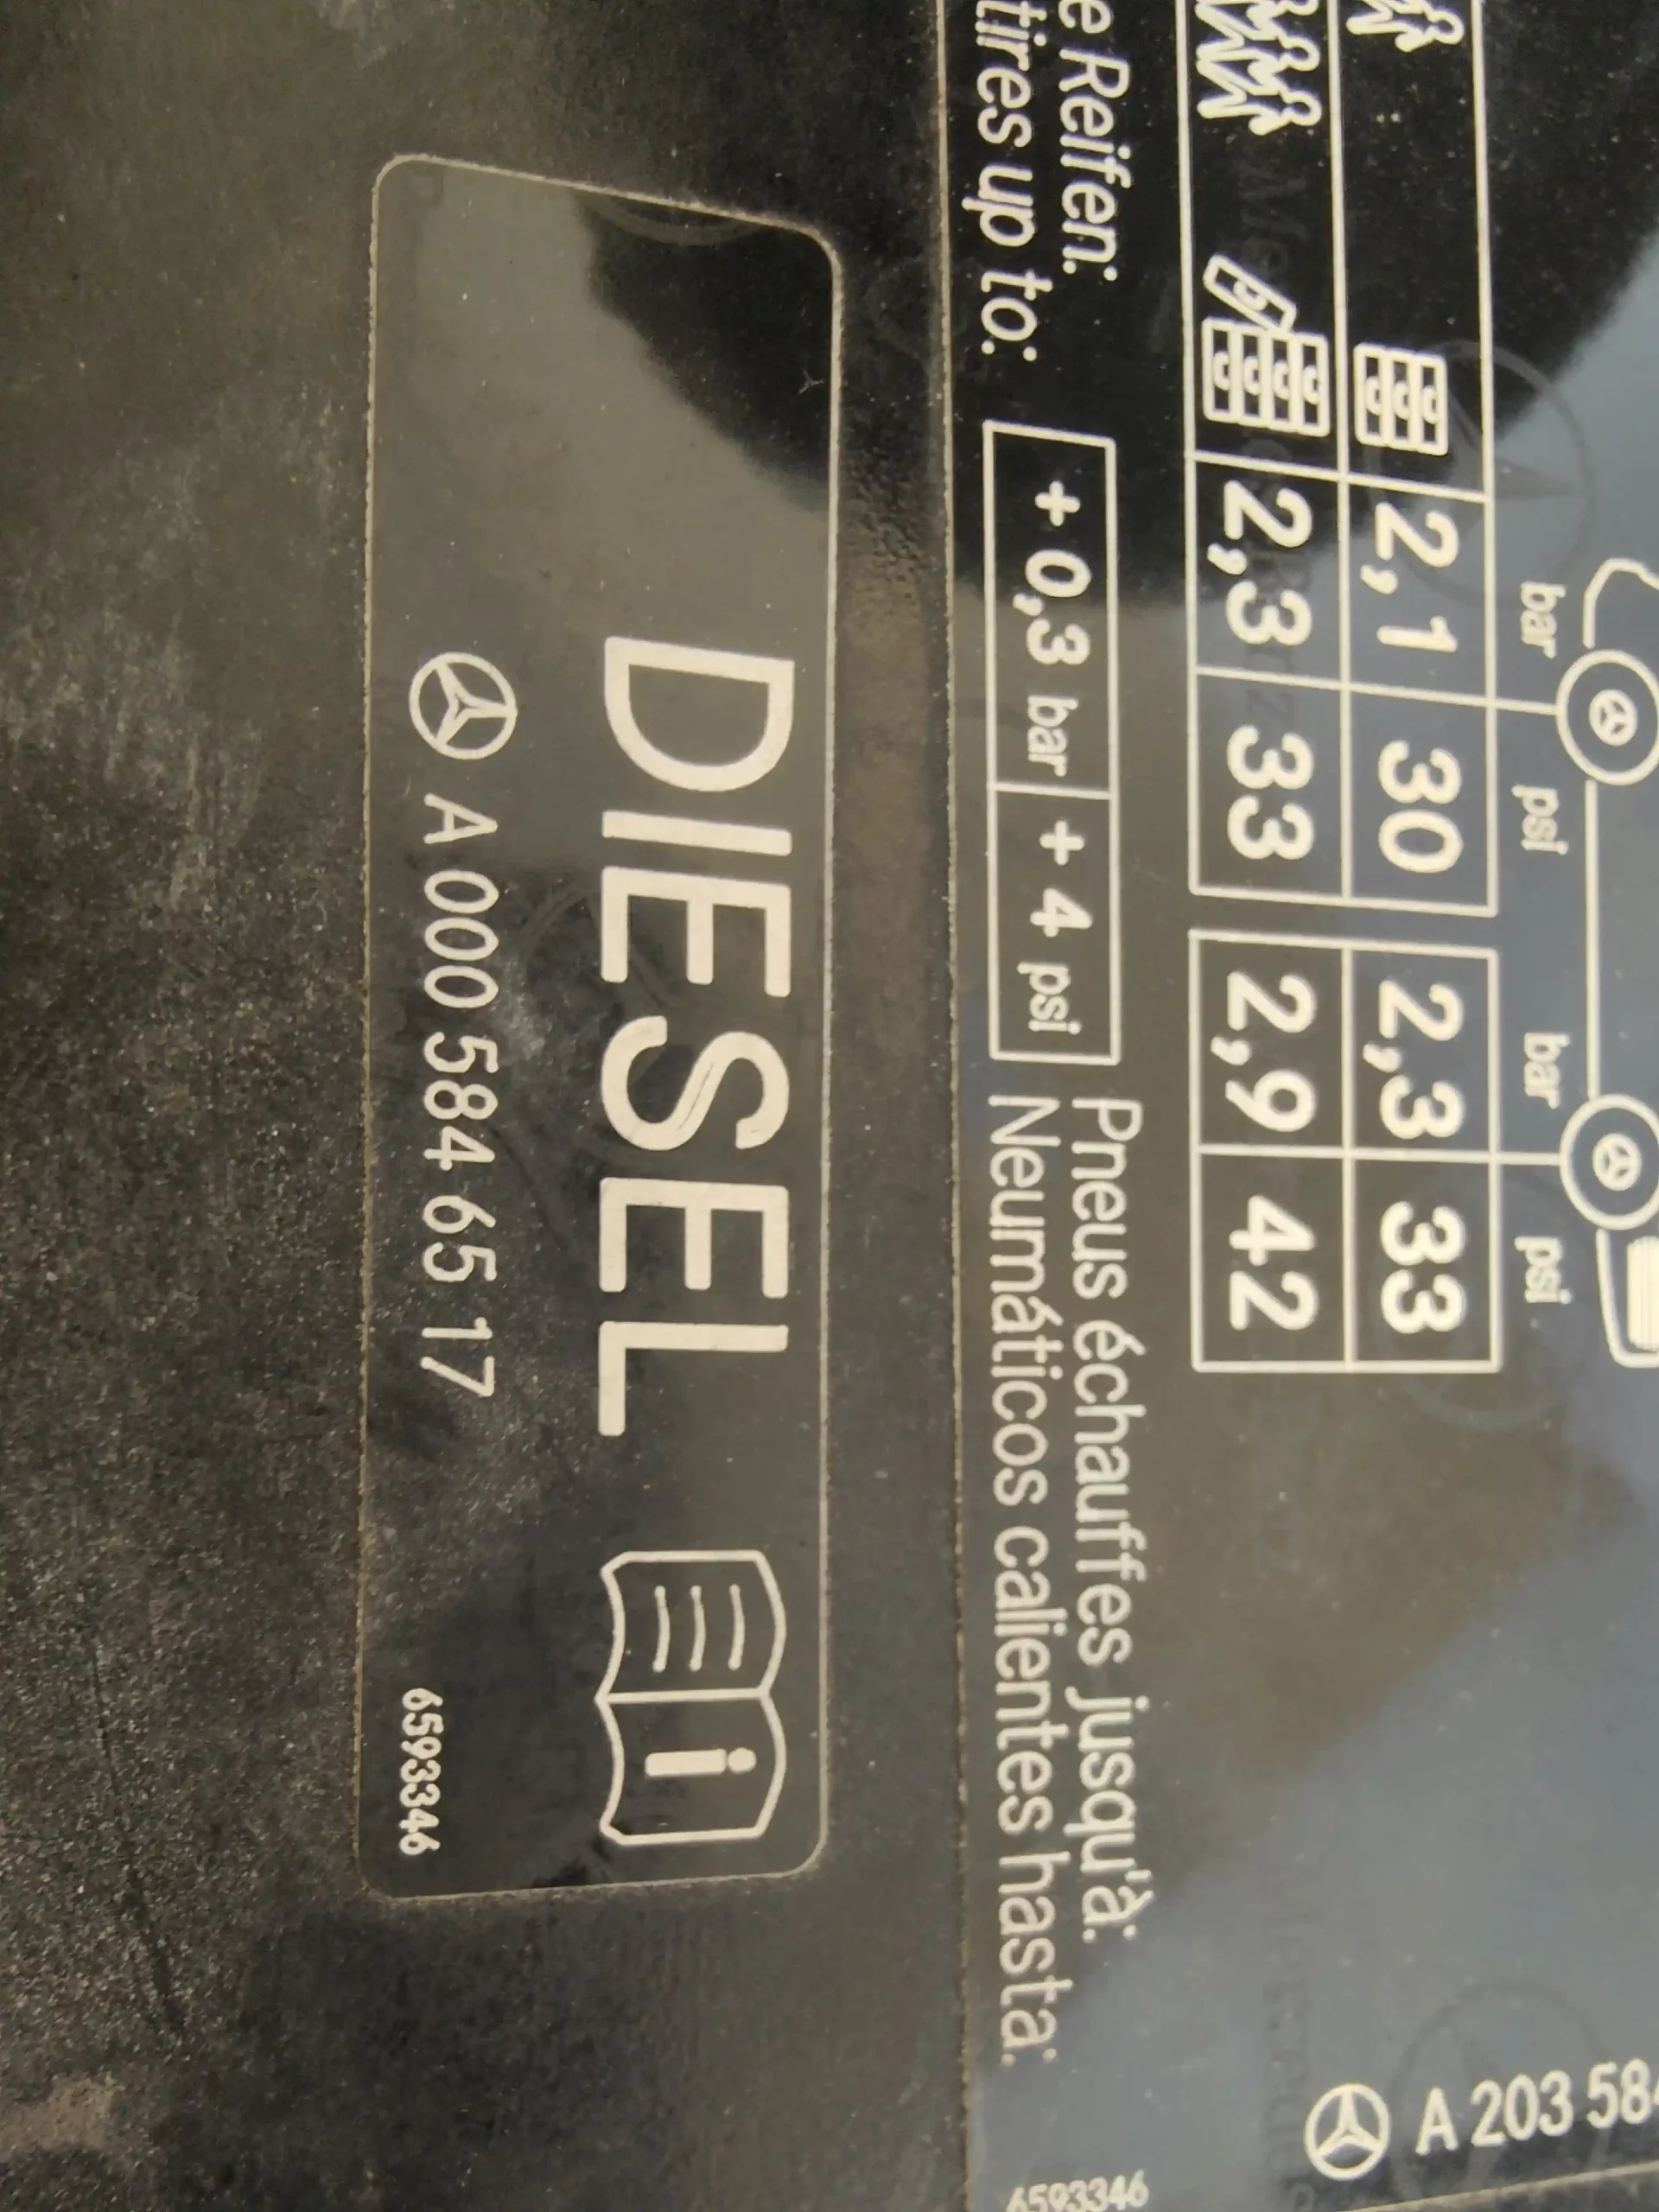 bar psi bar psi
2,1 30 2,3 33
2,3 33 2,9 42
e Reifen:
tires up to:
+ 0,3 bar + 4 psi
Pneus échauffes jusqu'à:
Neumáticos calientes hasta:
A 203 584
6593346
DIESEL
A 000 584 65 17
6593346